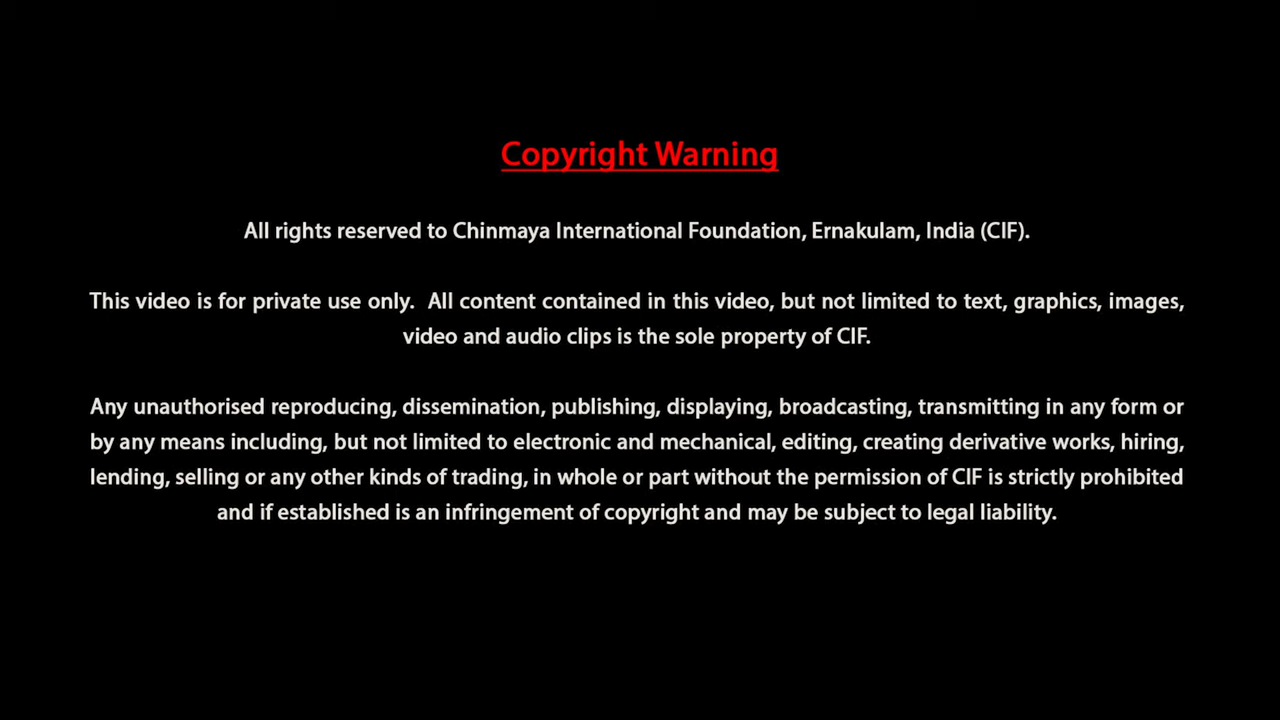 Copyright Warning
All rights reserved to Chinmaya International Foundation, Ernakulam, India (CIF).
This video is for private use only.  All content contained in this video, but not limited to text, graphics, images,
video and audio clips is the sole property of CIF.
Any unauthorised reproducing, dissemination, publishing, displaying, broadcasting, transmitting in any form or
by any means including, but not limited to electronic and mechanical, editing, creating derivative works, hiring,
lending, selling or any other kinds of trading, in whole or part without the permission of CIF is strictly prohibited
and if established is an infringement of copyright and may be subject to legal liability.